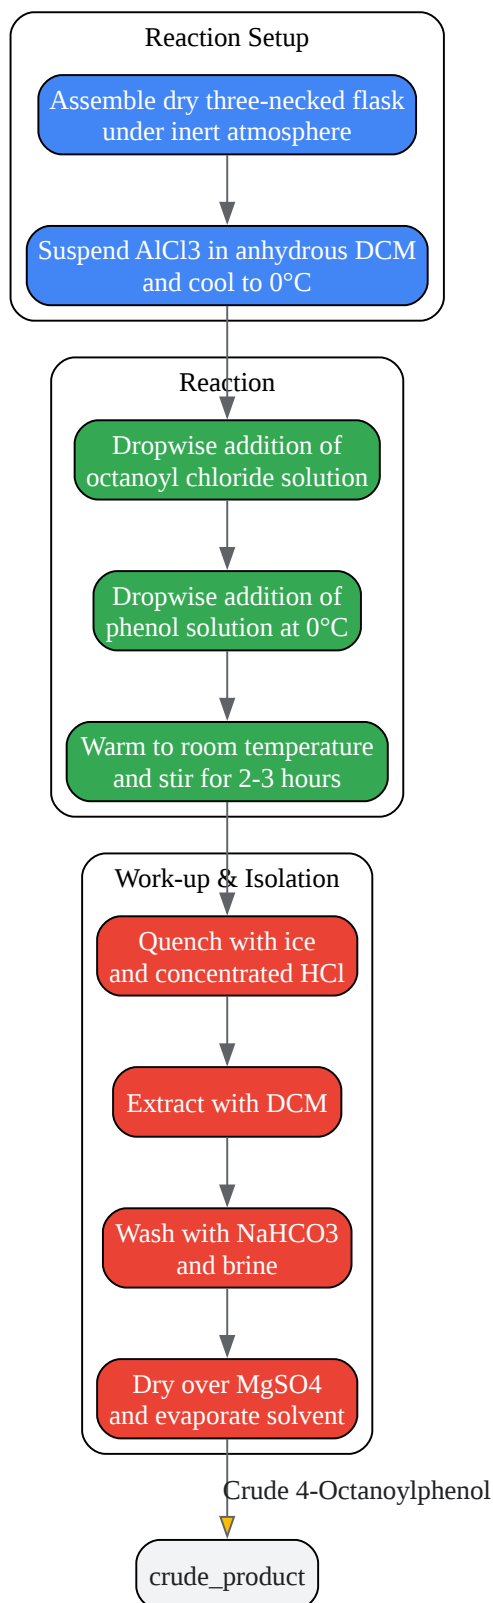 Reaction Setup
Assemble dry three-necked flask
under inert atmosphere
Suspend AlCl3 in anhydrous DCM
and cool to 0°C
Reaction
Dropwise addition of
octanoyl chloride solution
Dropwise addition of
phenol solution at 0°C
Warm to room temperature
and stir for 2-3 hours
Work-up & Isolation
Quench with ice
and concentrated HCl
Extract with DCM
Wash with NaHCO3
and brine
Dry over MgSO4
and evaporate solvent
Crude 4-Octanoylphenol
crude_product